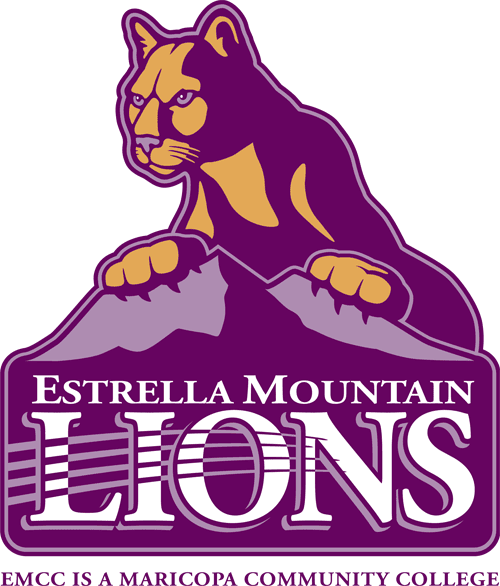 ESTRELLA MOUNTAIN
LIONS
EMCC IS A MARICOPA COMMUNITY COLLEGE